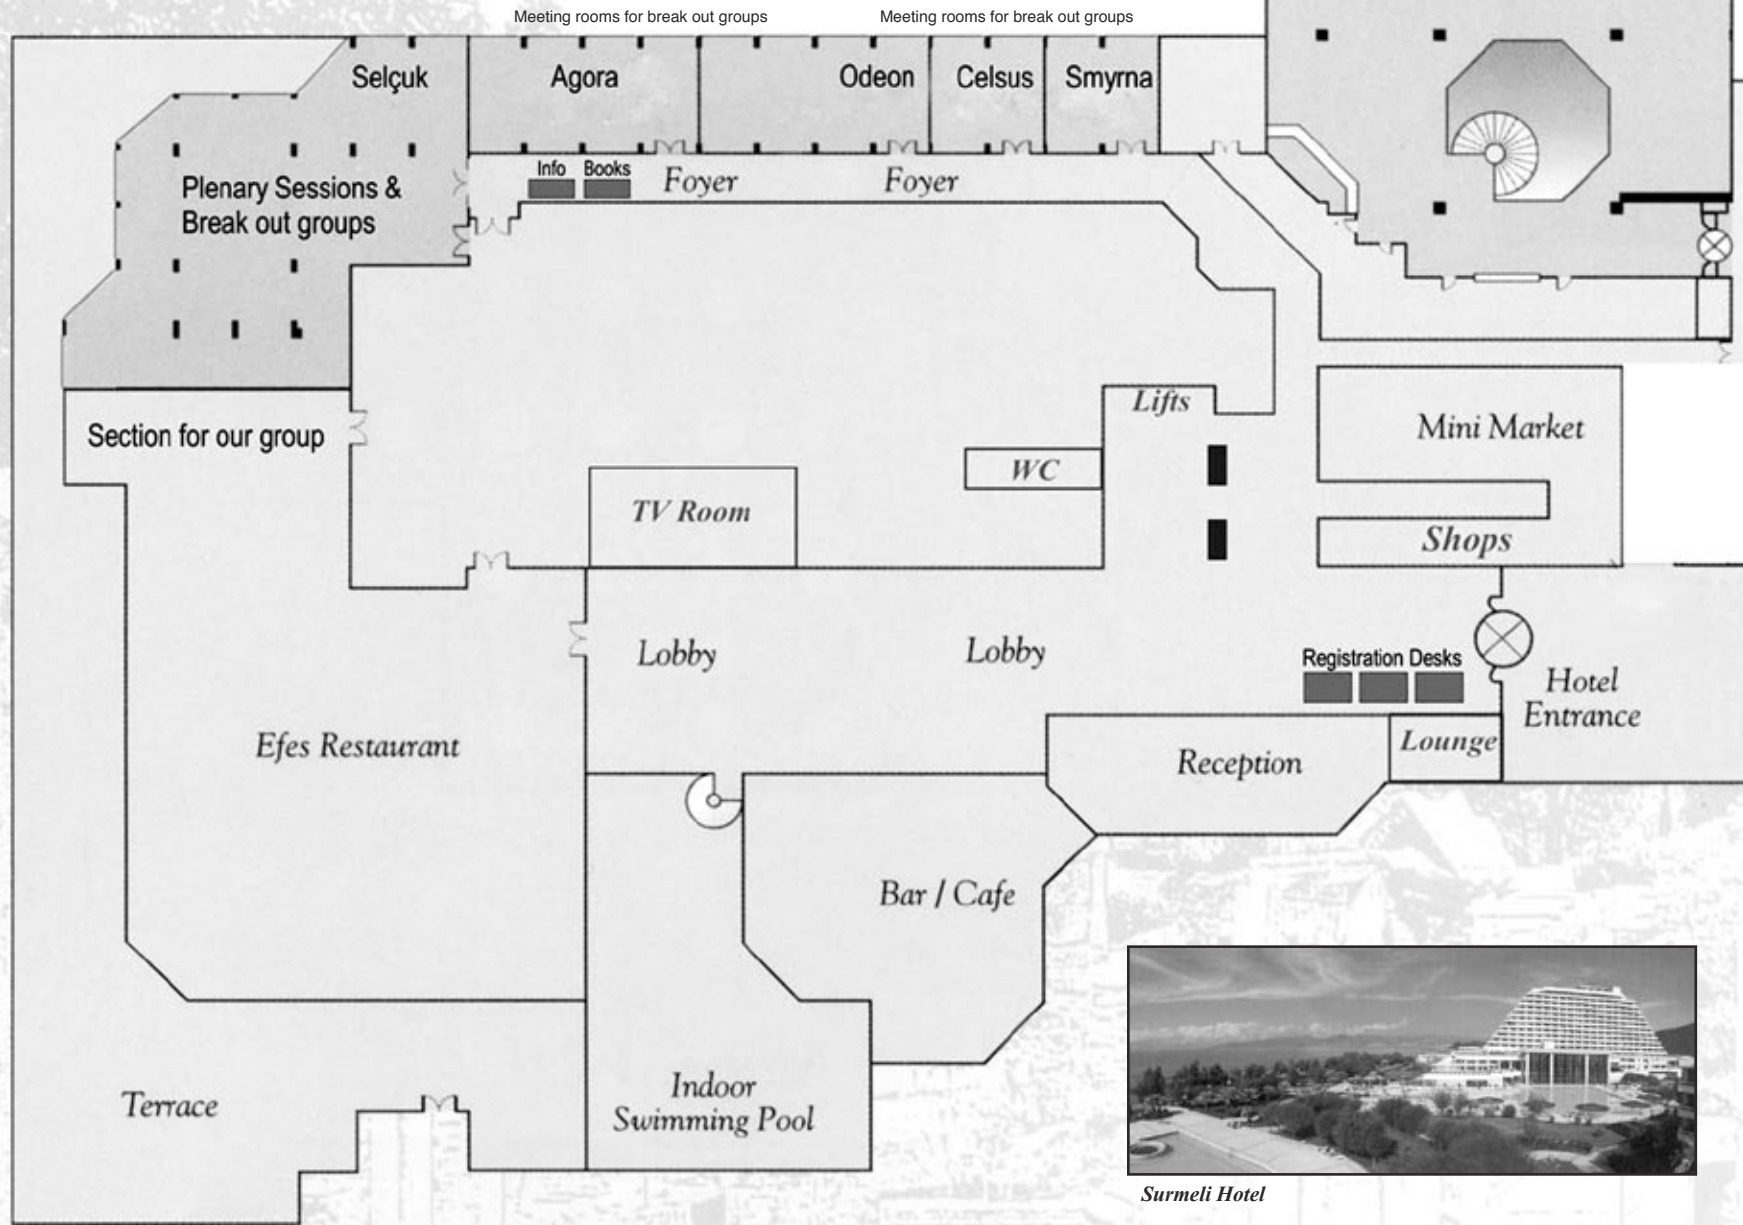 Meeting rooms for break out groups
Meeting rooms for break out groups
Selçuk
Agora
Odeon
Celsus
Smyrna
Info
Books
Foyer
Foyer
Plenary Sessions &
Break out groups
Lifts
Mini Market
Section for our group
WC
TV Room
Shops
Lobby
Lobby
Registration Desks
Hotel
Entrance
Efes Restaurant
Reception
Lounge
Bar / Cafe
Terrace
Indoor
Swimming Pool
Surmeli Hotel